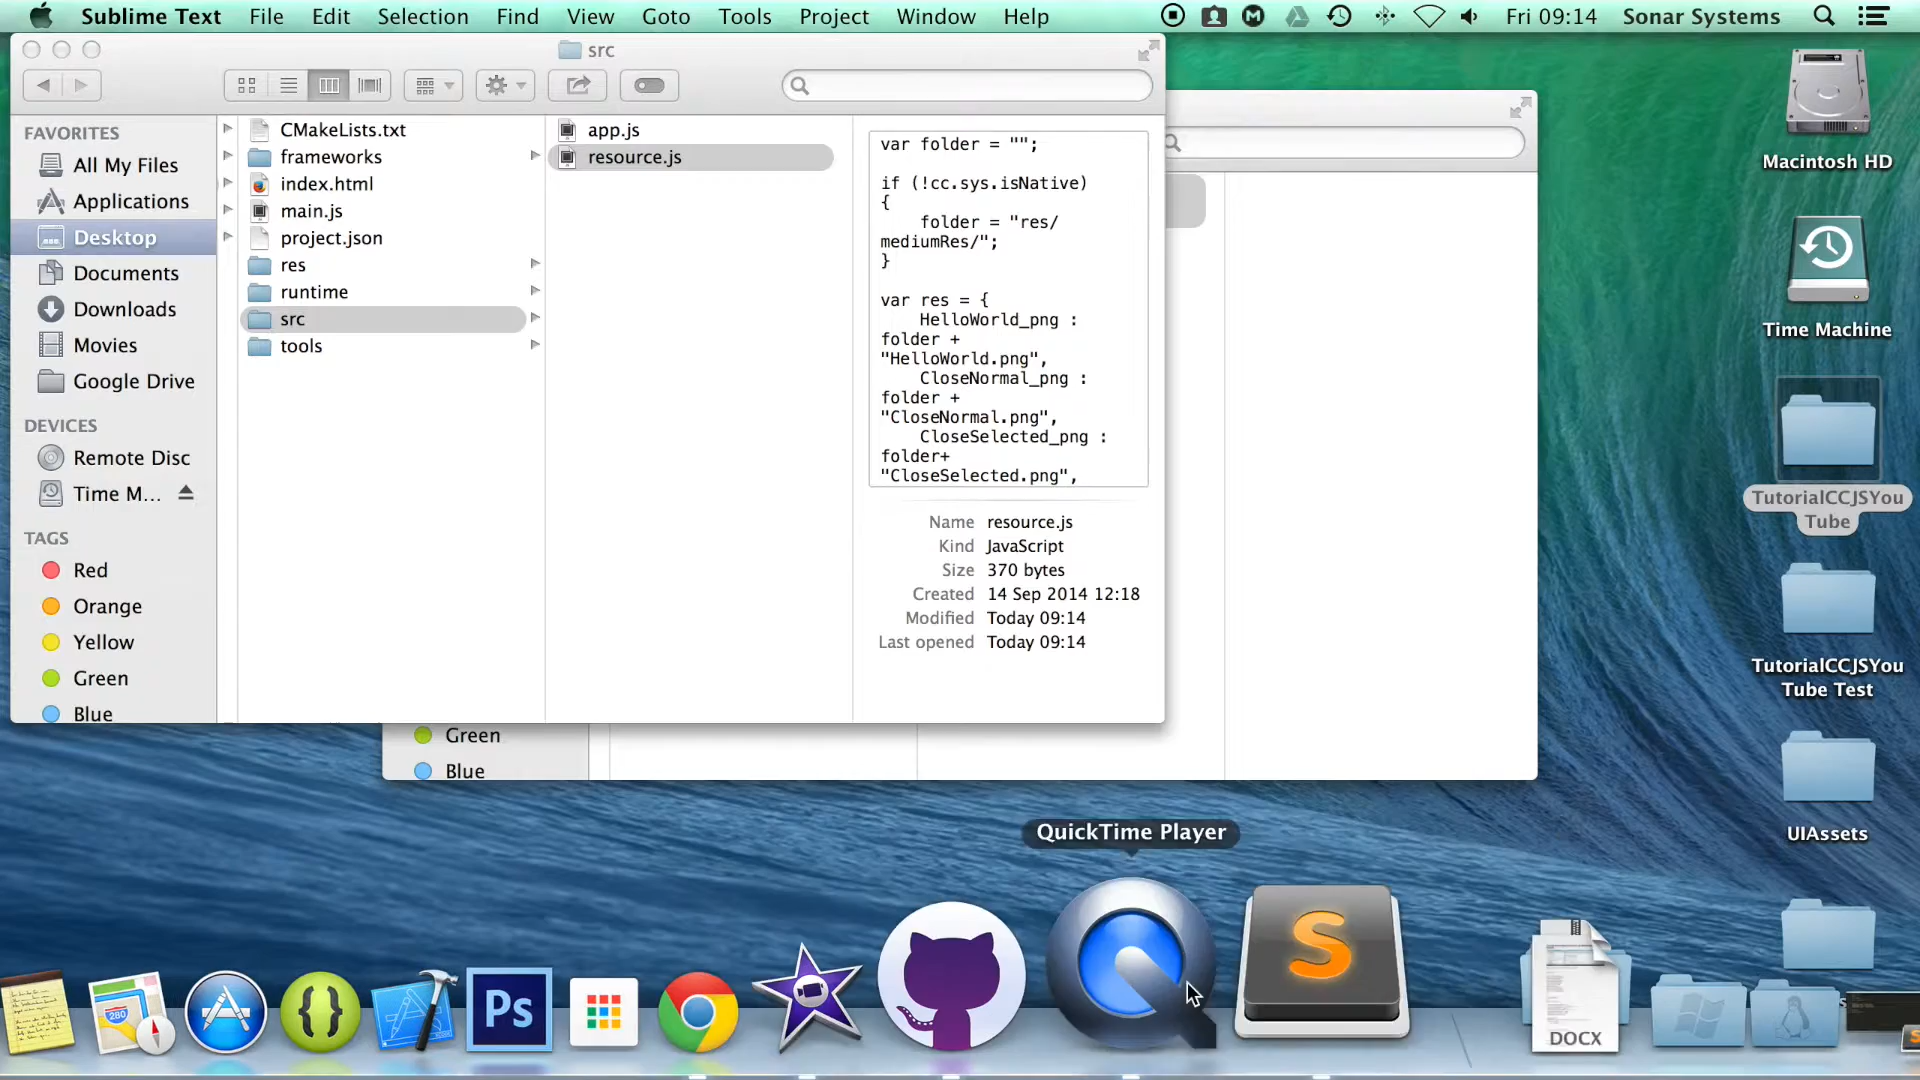 Sublime Text File Edit Selection Find View Goto Tools Project Window Help Fri 09:14 Sonar Systems
src
FAVORITES
All My Files
Applications
Desktop
Documents
Downloads
Movies
Google Drive
DEVICES
Remote Disc
Time M...
TAGS
Red
Orange
Yellow
Green
Blue
CMakeLists.txt
frameworks
index.html
main.js
project.json
res
runtime
src
tools
app.js
resource.js
var folder = "";
if (!cc.sys.isNative)
{
folder = "res/
mediumRes/";
}
var res = {
HelloWorld_png :
folder +
"HelloWorld.png",
CloseNormal_png :
folder +
"CloseNormal.png",
CloseSelected_png :
folder+
"CloseSelected.png",
Name resource.js
Kind JavaScript
Size 370 bytes
Created 14 Sep 2014 12:18
Modified Today 09:14
Last opened Today 09:14
Green
Blue
Macintosh HD
Time Machine
TutorialCCJSYou
Tube
TutorialCCJSYou
Tube Test
UIAssets
QuickTime Player
280
{}
Ps
S
DOCX